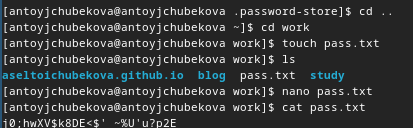 [antoyjchubekova@antoyjchubekova .password-store]$ cd ..
[antoyjchubekova@antoyjchubekova ~]$ cd work
[antoyjchubekova@antoyjchubekova work]$ touch pass.txt
[antoyjchubekova@antoyjchubekova work]$ ls
aseltoichubekova.github.io  blog  pass.txt  study
[antoyjchubekova@antoyjchubekova work]$ nano pass.txt
[antoyjchubekova@antoyjchubekova work]$ cat pass.txt
j0;hwXV$k8DE<$' ~%U'u?p2E